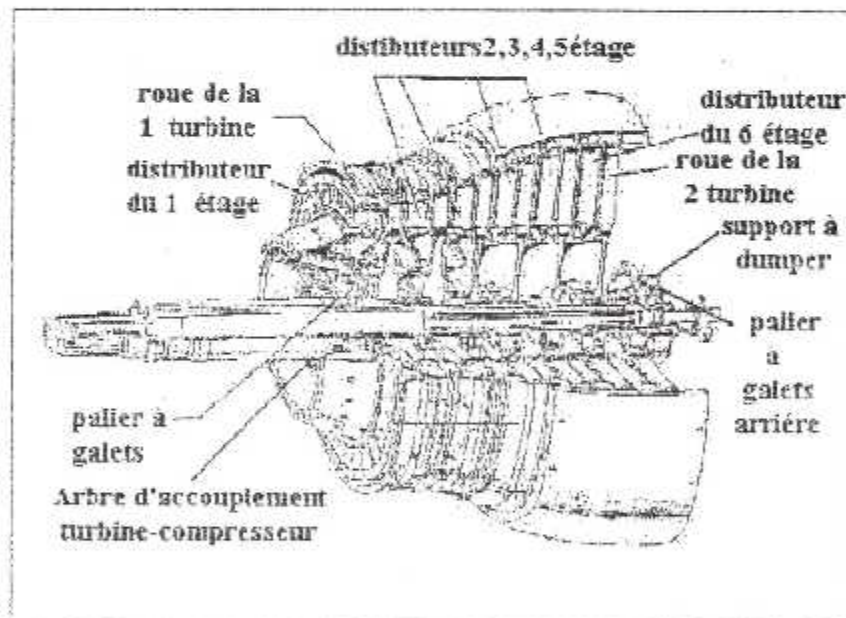 distibuteurs2,3,4,5étage
roue de la
1 turbine
distributeur
du 1 étage
distributeur
du 6 étage
roue de la
2 turbine
support à
dumper
palier
a
galets
arriére
palier à
galets
Arbre d'accouplement
turbine-compresseur